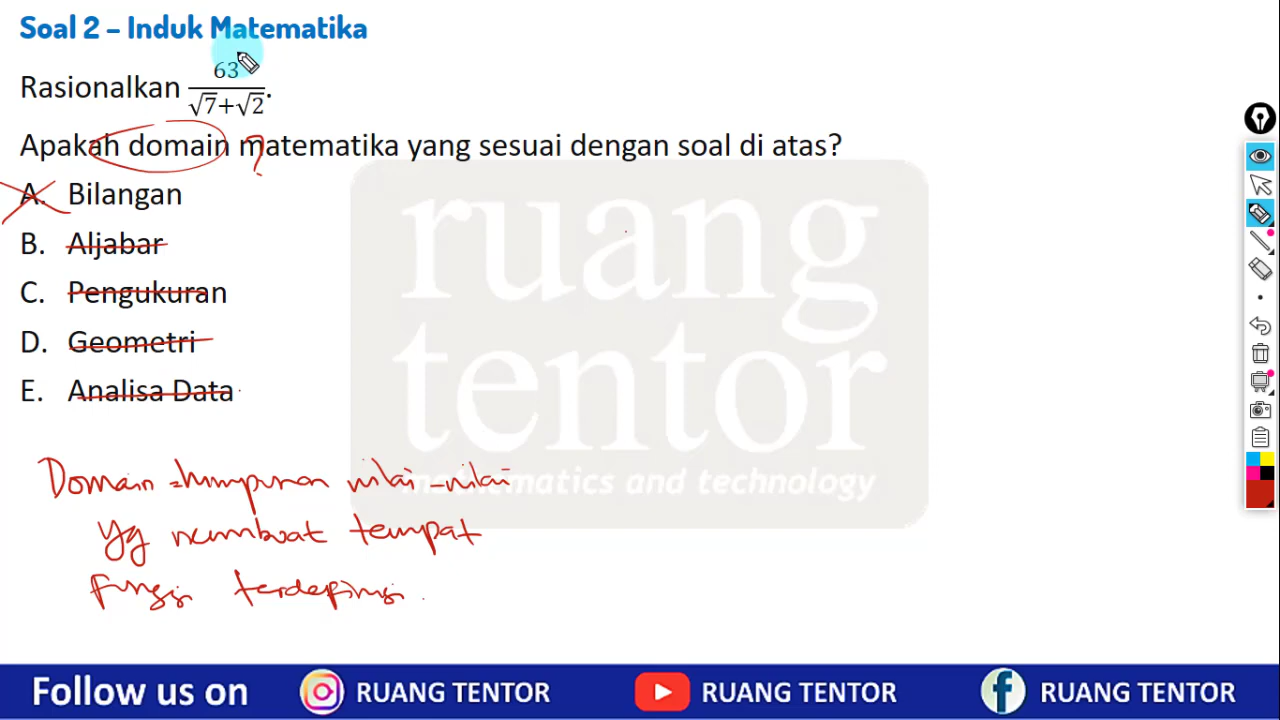 Soal 2 – Induk Matematika
Rasionalkan 63/(√7+√2).
Apakah domain matematika yang sesuai dengan soal di atas?
?
A. Bilangan
B. Aljabar
C. Pengukuran
D. Geometri
E. Analisa Data
ruang
tentor
mathematics and technology
Domain = himpunan nilai-nilai
yg membuat tempat
fungsi terdefinisi.
Follow us on RUANG TENTOR RUANG TENTOR RUANG TENTOR